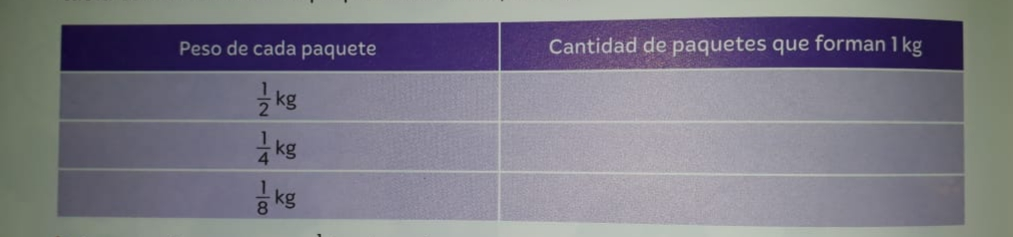 Peso de cada paquete	Cantidad de paquetes que forman 1 kg
1/2 kg
1/4 kg
1/8 kg